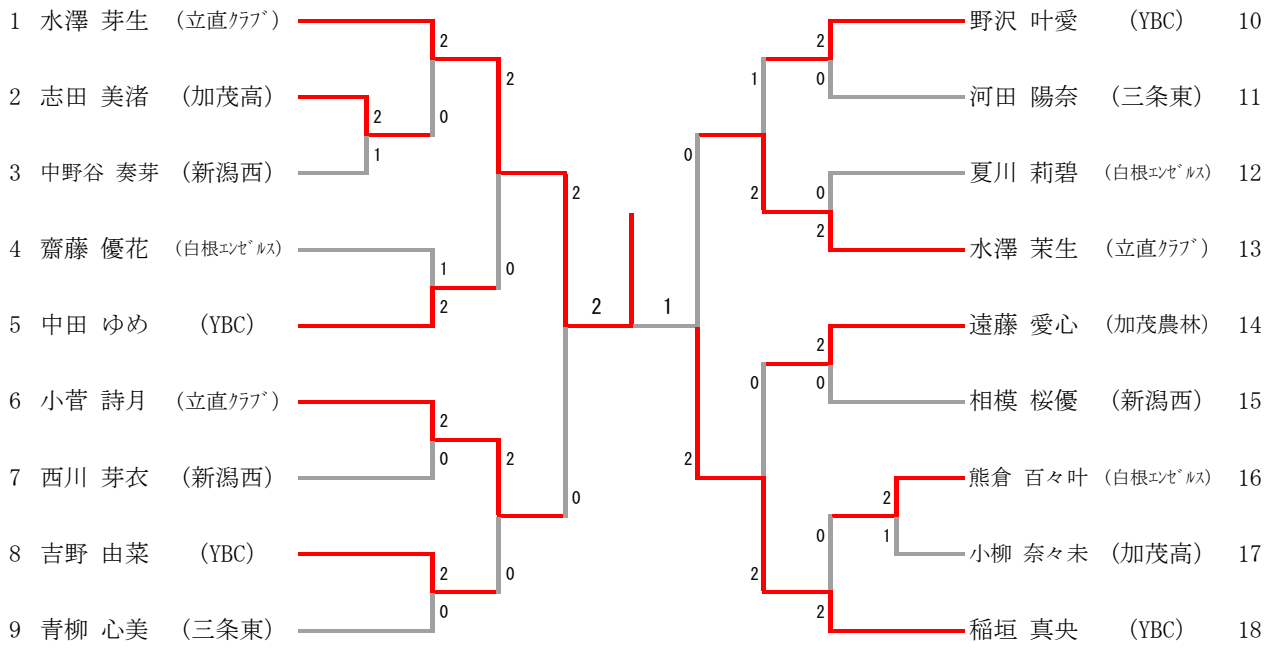 1 水澤 芽生 (立直ｸﾗﾌﾞ)
2 志田 美渚 (加茂高)
3 中野谷 奏芽 (新潟西)
4 齋藤 優花 (白根ｴﾝｾﾞﾙｽ)
5 中田 ゆめ (YBC)
6 小菅 詩月 (立直ｸﾗﾌﾞ)
7 西川 芽衣 (新潟西)
8 吉野 由菜 (YBC)
9 青柳 心美 (三条東)
2
0
2
1
1
2
2
0
2
0
2
0
2
0
2
0
2
1
0
2
1
2
0
2
2
0
0
2
2
0
0
2
2
1
野沢 叶愛 (YBC) 10
河田 陽奈 (三条東) 11
夏川 莉碧 (白根ｴﾝｾﾞﾙｽ) 12
水澤 茉生 (立直ｸﾗﾌﾞ) 13
遠藤 愛心 (加茂農林) 14
相模 桜優 (新潟西) 15
熊倉 百々叶 (白根ｴﾝｾﾞﾙｽ) 16
小柳 奈々未 (加茂高) 17
稲垣 真央 (YBC) 18